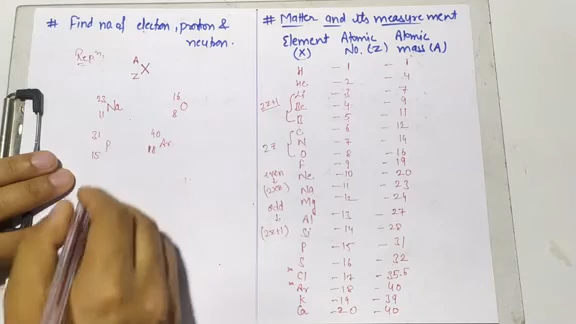 # Find no of electon, proton &
neutron.
Repⁿ,
A
Z X
23
11 Na
16
8 O
31
15 P
40
18 Ar
# Matter and its measurement
Element Atomic Atomic
(X) No. (Z) mass (A)
H - 1 - 1
He - 2 - 4
Li - 3 - 7
Be - 4 - 9
B - 5 - 11
C - 6 - 12
N - 7 - 14
O - 8 - 16
F - 9 - 19
Ne - 10 - 20
Na - 11 - 23
Mg - 12 - 24
Al - 13 - 27
Si - 14 - 28
P - 15 - 31
S - 16 - 32
* Cl - 17 - 35.5
* Ar - 18 - 40
K - 19 - 39
Ca - 20 - 40
2z+1
2z
even
(2xz)
odd
(2z+1)